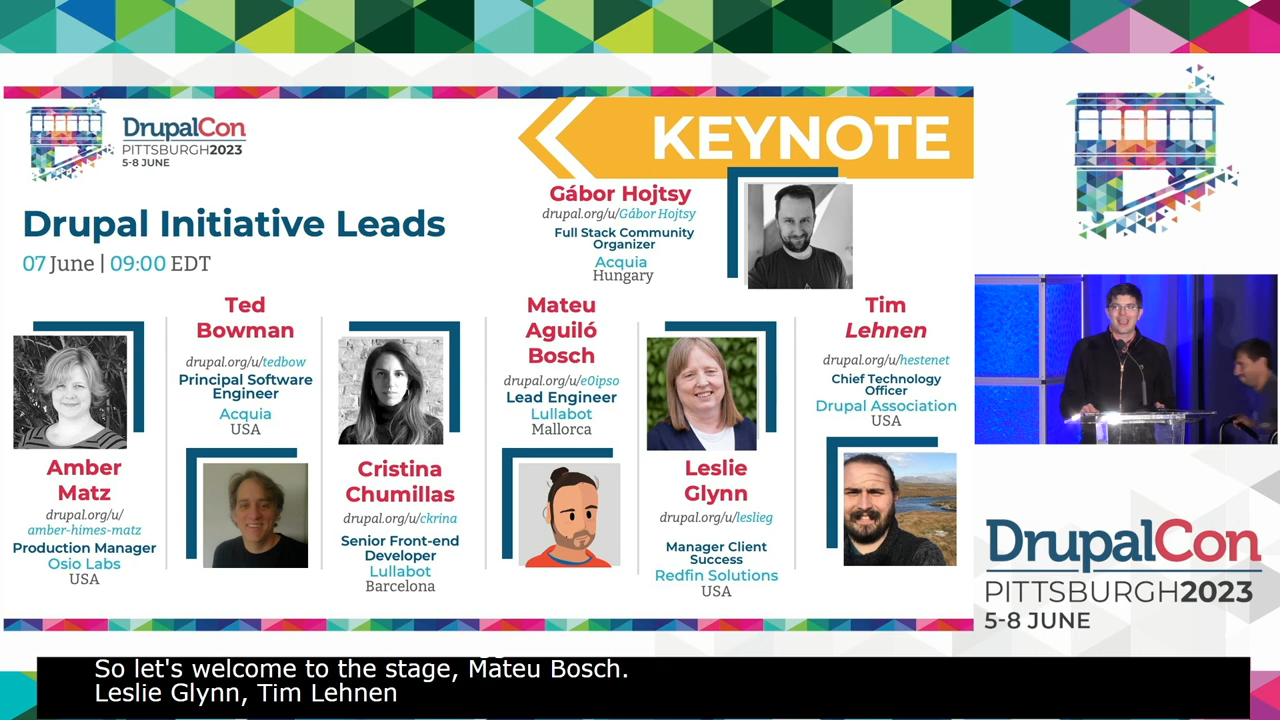 DrupalCon
PITTSBURGH2023
5-8 JUNE
KEYNOTE
Drupal Initiative Leads
07 June | 09:00 EDT
Gábor Hojtsy
drupal.org/u/Gábor Hojtsy
Full Stack Community
Organizer
Acquia
Hungary
Amber
Matz
drupal.org/u/
amber-himes-matz
Production Manager
Osio Labs
USA
Ted
Bowman
drupal.org/u/tedbow
Principal Software
Engineer
Acquia
USA
Cristina
Chumillas
drupal.org/u/ckrina
Senior Front-end
Developer
Lullabot
Barcelona
Mateu
Aguiló
Bosch
drupal.org/u/e0ipso
Lead Engineer
Lullabot
Mallorca
Leslie
Glynn
drupal.org/u/leslieg
Manager Client
Success
Redfin Solutions
USA
Tim
Lehnen
drupal.org/u/hestenet
Chief Technology
Officer
Drupal Association
USA
DrupalCon
PITTSBURGH2023
5-8 JUNE
So let's welcome to the stage, Mateu Bosch.
Leslie Glynn, Tim Lehnen